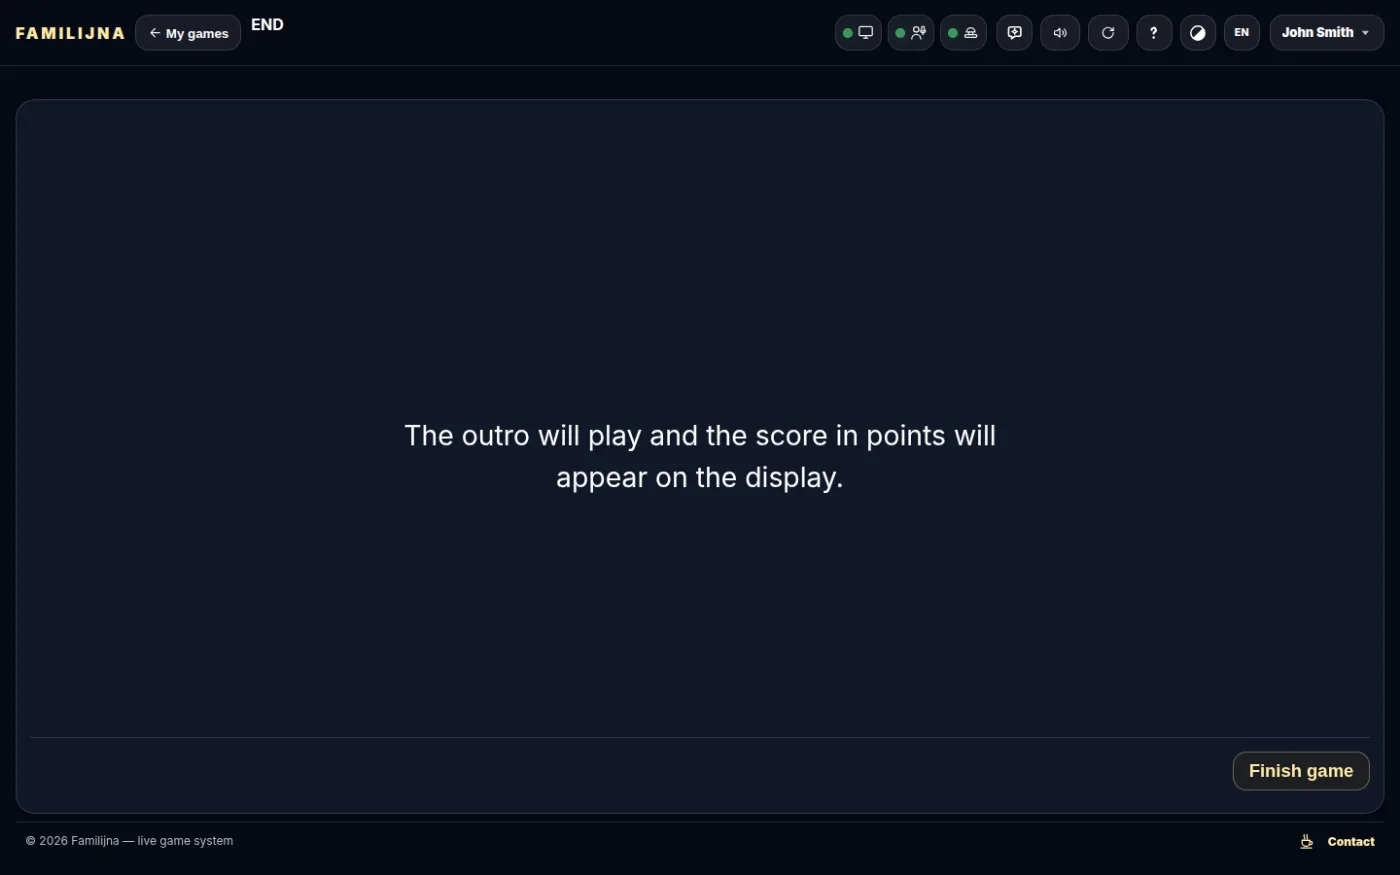 FAMILIJNA
← My games
END
?
EN
John Smith
The outro will play and the score in points will
appear on the display.
Finish game
© 2026 Familijna — live game system
Contact